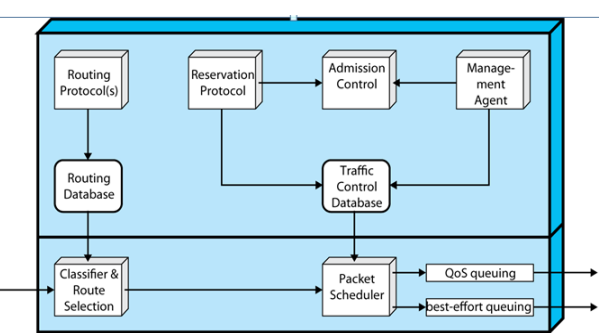 Routing
Protocol(s)
Reservation
Protocol
Admission
Control
Manage-
ment
Agent
Routing
Database
Traffic
Control
Database
Classifier &
Route
Selection
Packet
Scheduler
QoS queuing
best-effort queuing